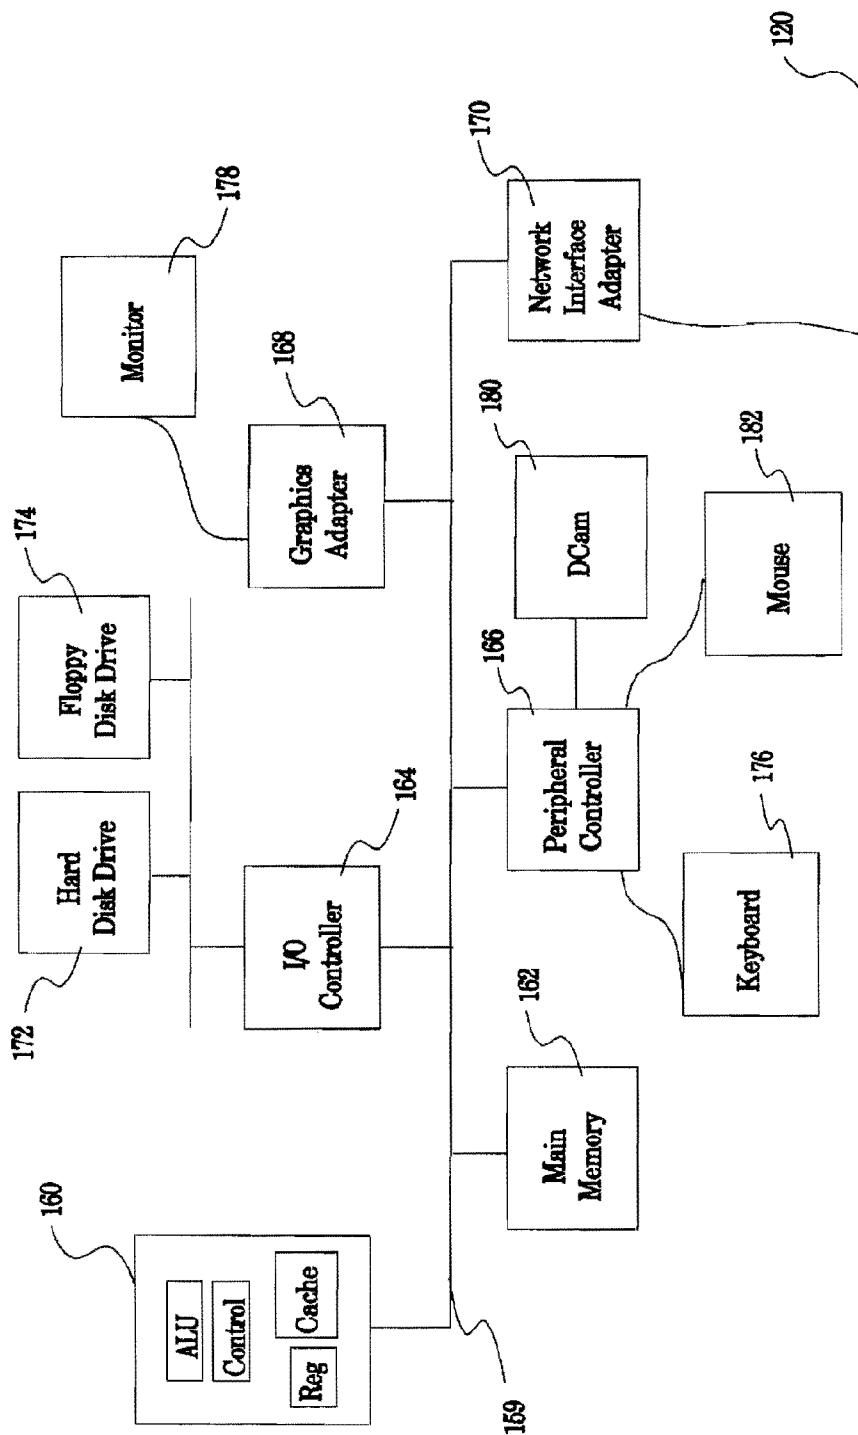 160
ALU
Control
Reg
Cache
159
172
Hard
Disk Drive
Floppy
Disk Drive
174
I/O
Controller
164
Monitor
178
Graphics
Adapter
168
Main
Memory
162
Peripheral
Controller
166
DCam
180
Network
Interface
Adapter
170
Keyboard
176
Mouse
182
120